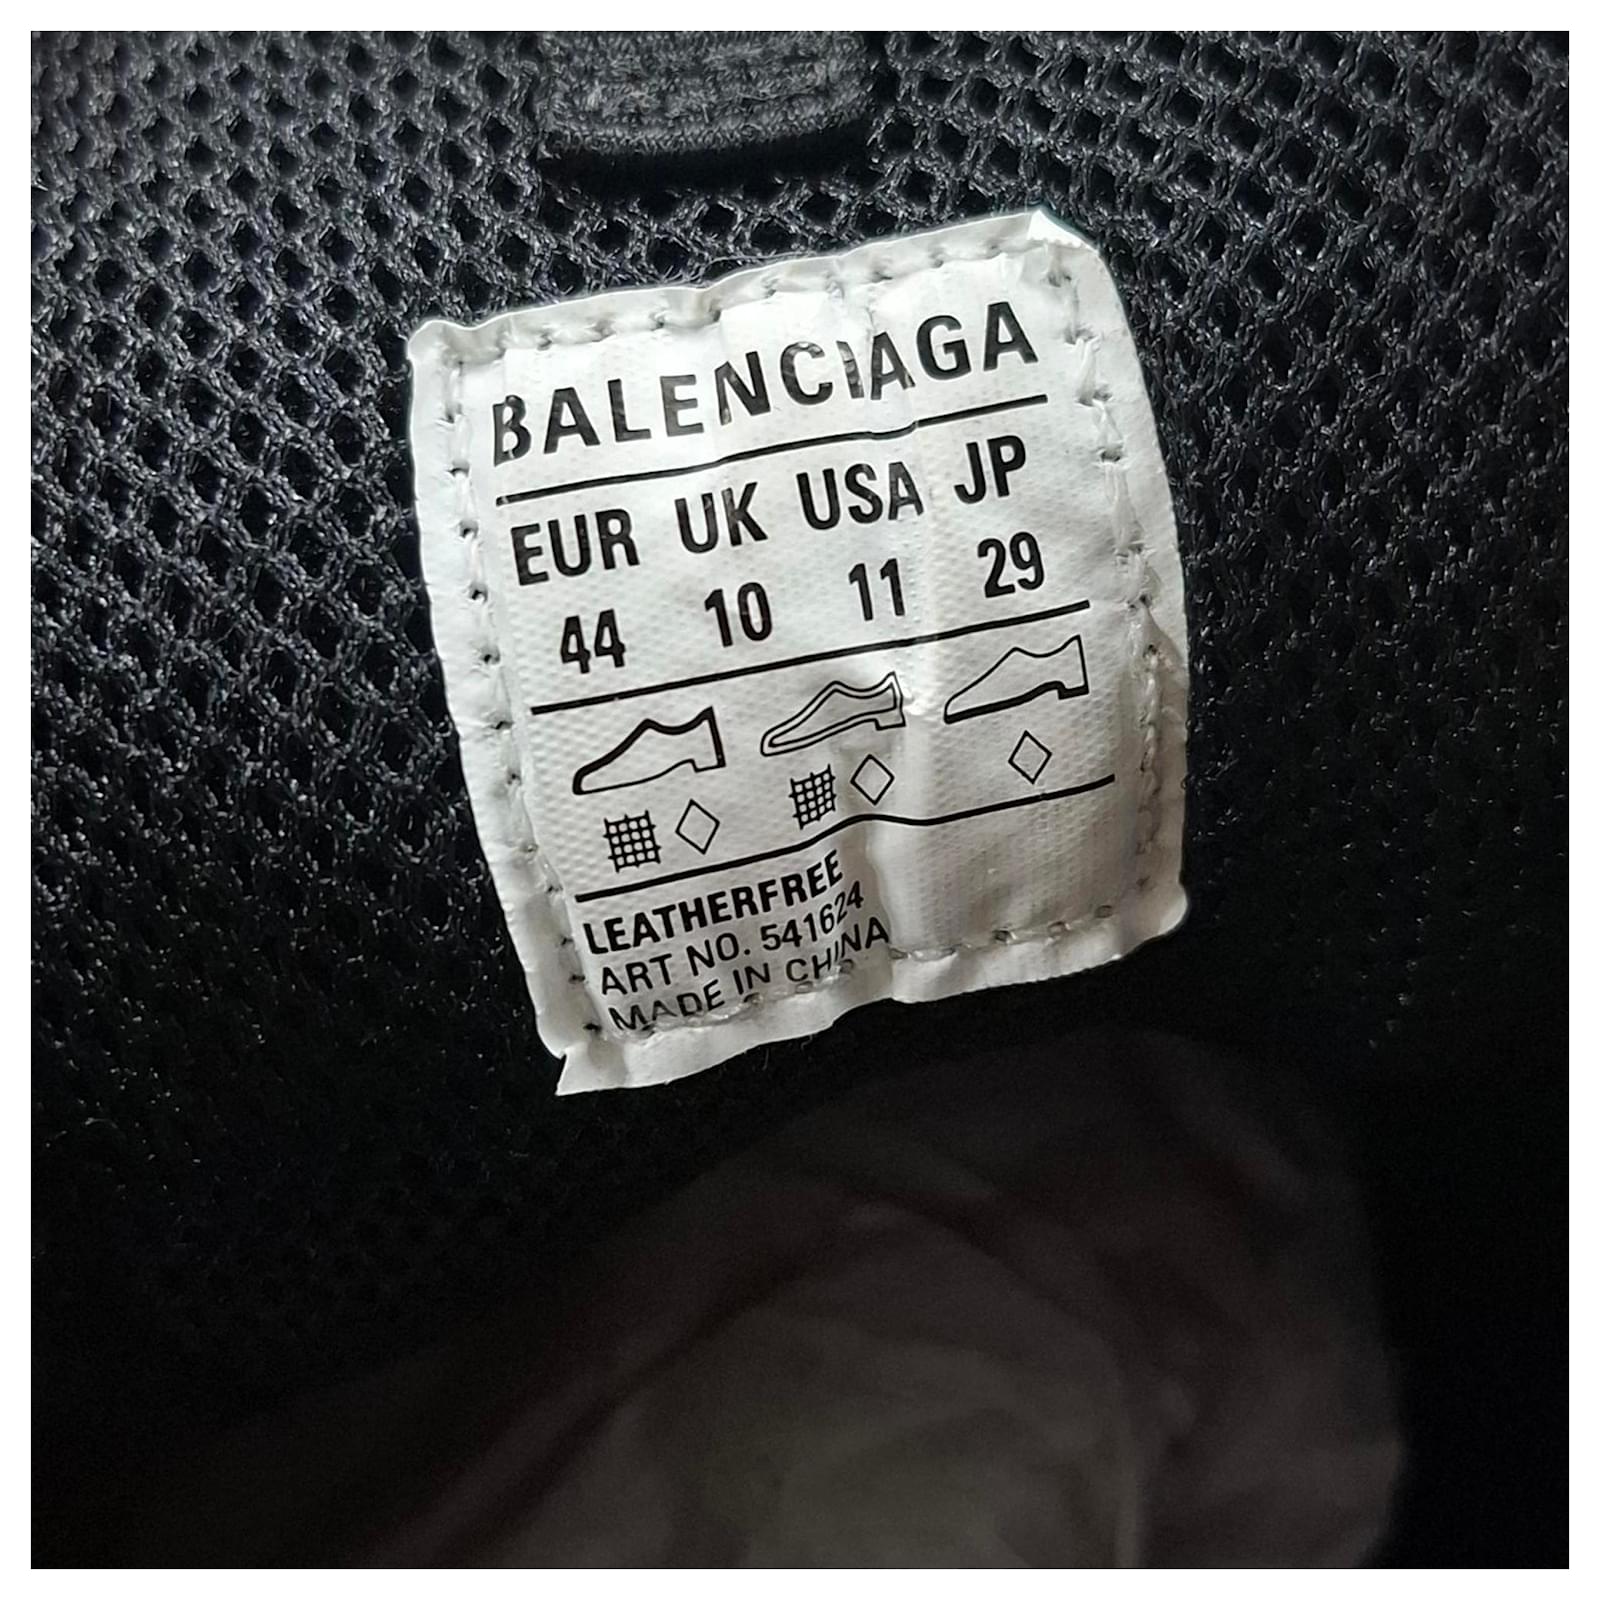 BALENCIAGA
EUR UK USA JP
44 10 11 29
LEATHERFREE
ART NO. 541624
MADE IN CHINA